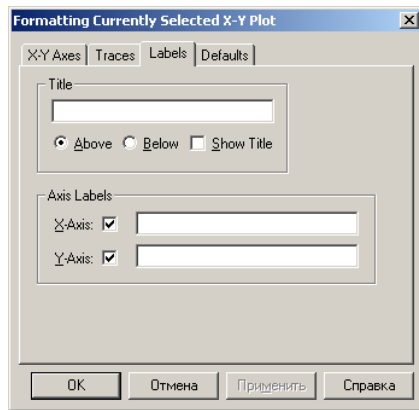 Formatting Currently Selected X-Y Plot
X-Y Axes Traces Labels Defaults
Title
Above Below Show Title
Axis Labels
X-Axis:
Y-Axis:
OK Отмена Применить Справка